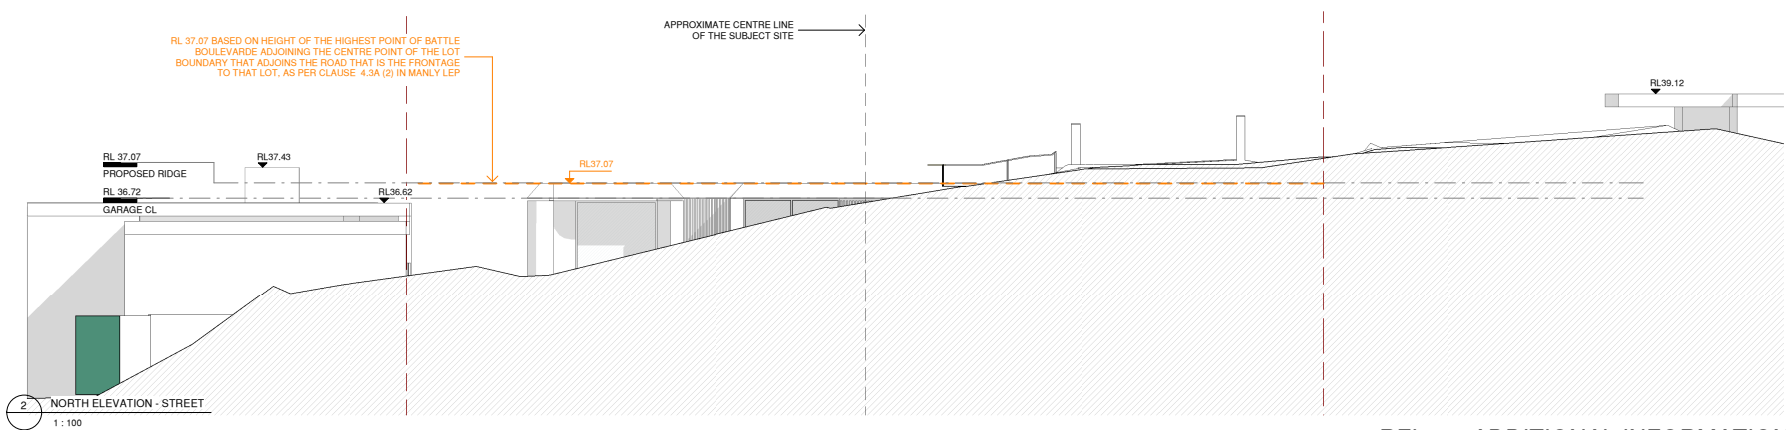 APPROXIMATE CENTRE LINE
OF THE SUBJECT SITE
RL 37.07 BASED ON HEIGHT OF THE HIGHEST POINT OF BATTLE
BOULEVARDE ADJOINING THE CENTRE POINT OF THE LOT
BOUNDARY THAT ADJOINS THE ROAD THAT IS THE FRONTAGE
TO THAT LOT, AS PER CLAUSE 4.3A (2) IN MANLY LEP
RL39.12
RL 37.07
PROPOSED RIDGE
RL37.43
RL37.07
RL 36.72
GARAGE CL
RL36.62
2
NORTH ELEVATION - STREET
1 : 100
ADDITIONAL INFORMATION